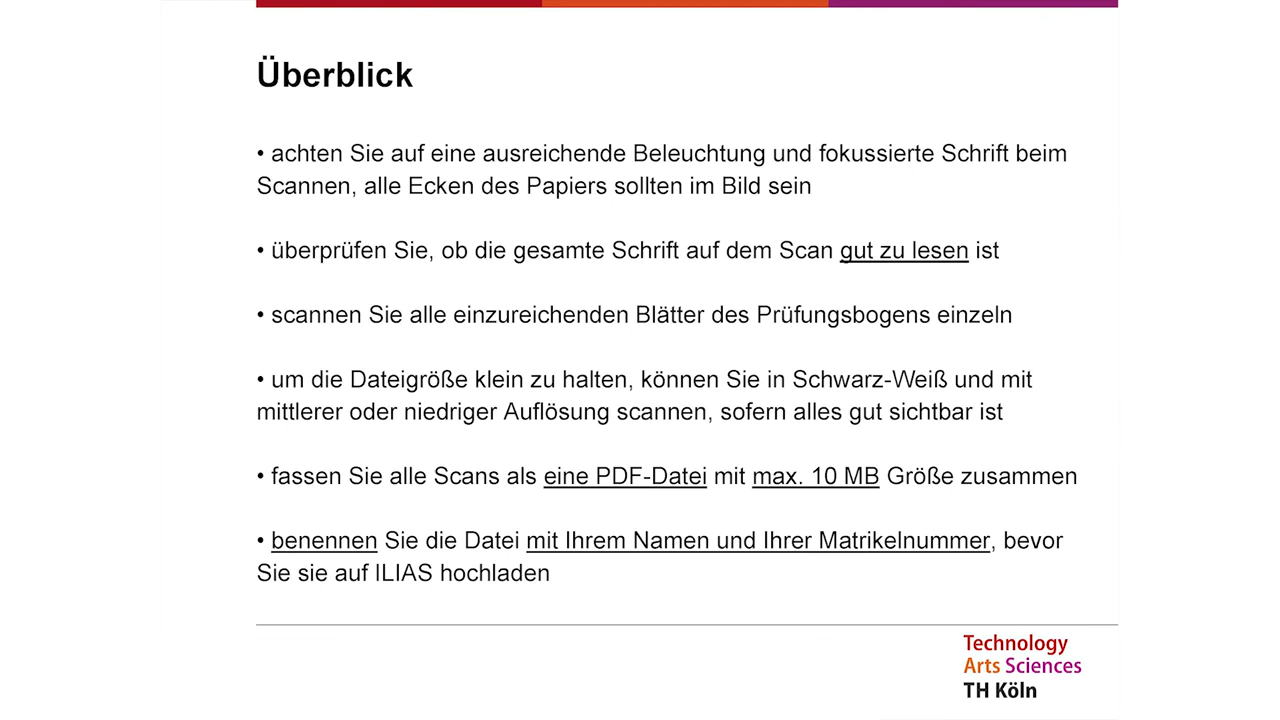 Überblick
• achten Sie auf eine ausreichende Beleuchtung und fokussierte Schrift beim
Scannen, alle Ecken des Papiers sollten im Bild sein
• überprüfen Sie, ob die gesamte Schrift auf dem Scan gut zu lesen ist
• scannen Sie alle einzureichenden Blätter des Prüfungsbogens einzeln
• um die Dateigröße klein zu halten, können Sie in Schwarz-Weiß und mit
mittlerer oder niedriger Auflösung scannen, sofern alles gut sichtbar ist
• fassen Sie alle Scans als eine PDF-Datei mit max. 10 MB Größe zusammen
• benennen Sie die Datei mit Ihrem Namen und Ihrer Matrikelnummer, bevor
Sie sie auf ILIAS hochladen
Technology
Arts Sciences
TH Köln